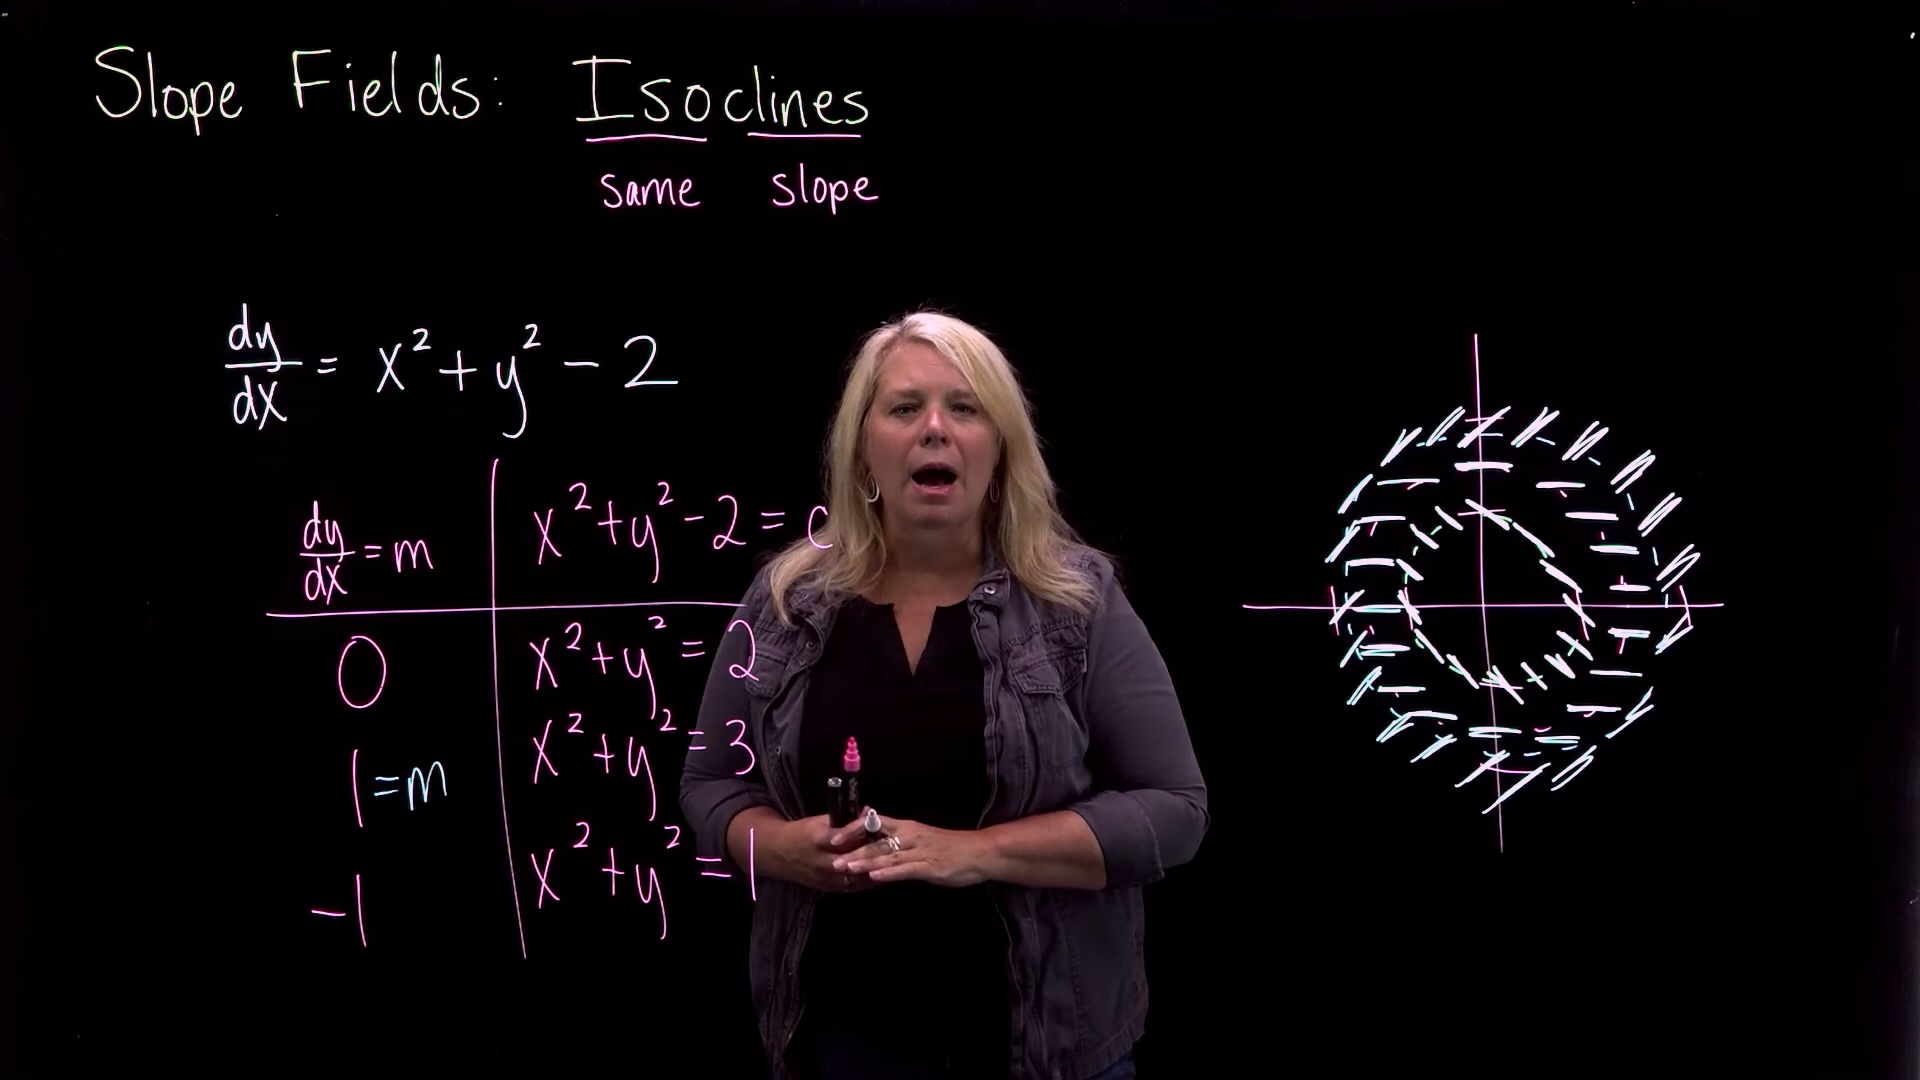 Slope Fields: Isoclines
same slope
dy/dx = x² + y² - 2
dy/dx = m | x² + y² - 2 = c
0 | x² + y² = 2
1 = m | x² + y² = 3
-1 | x² + y² = 1